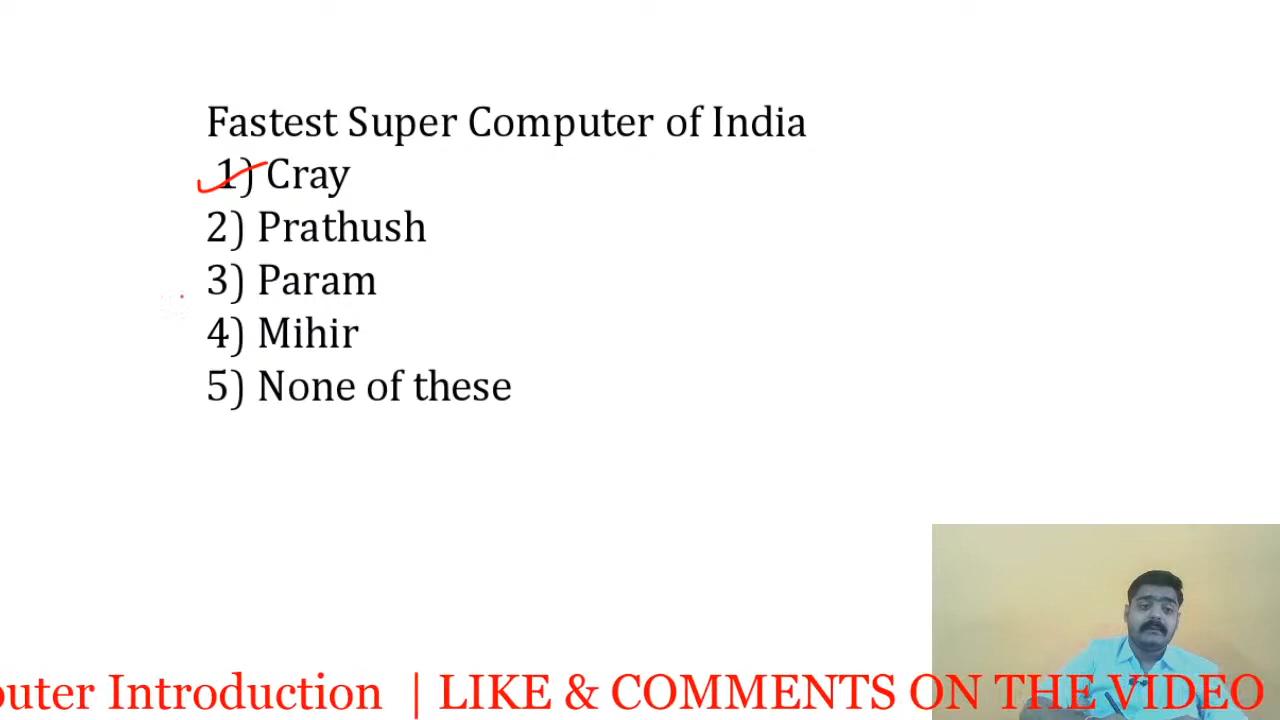 Fastest Super Computer of India
1) Cray
2) Prathush
3) Param
4) Mihir
5) None of these
puter Introduction | LIKE & COMMENTS ON THE VIDEO